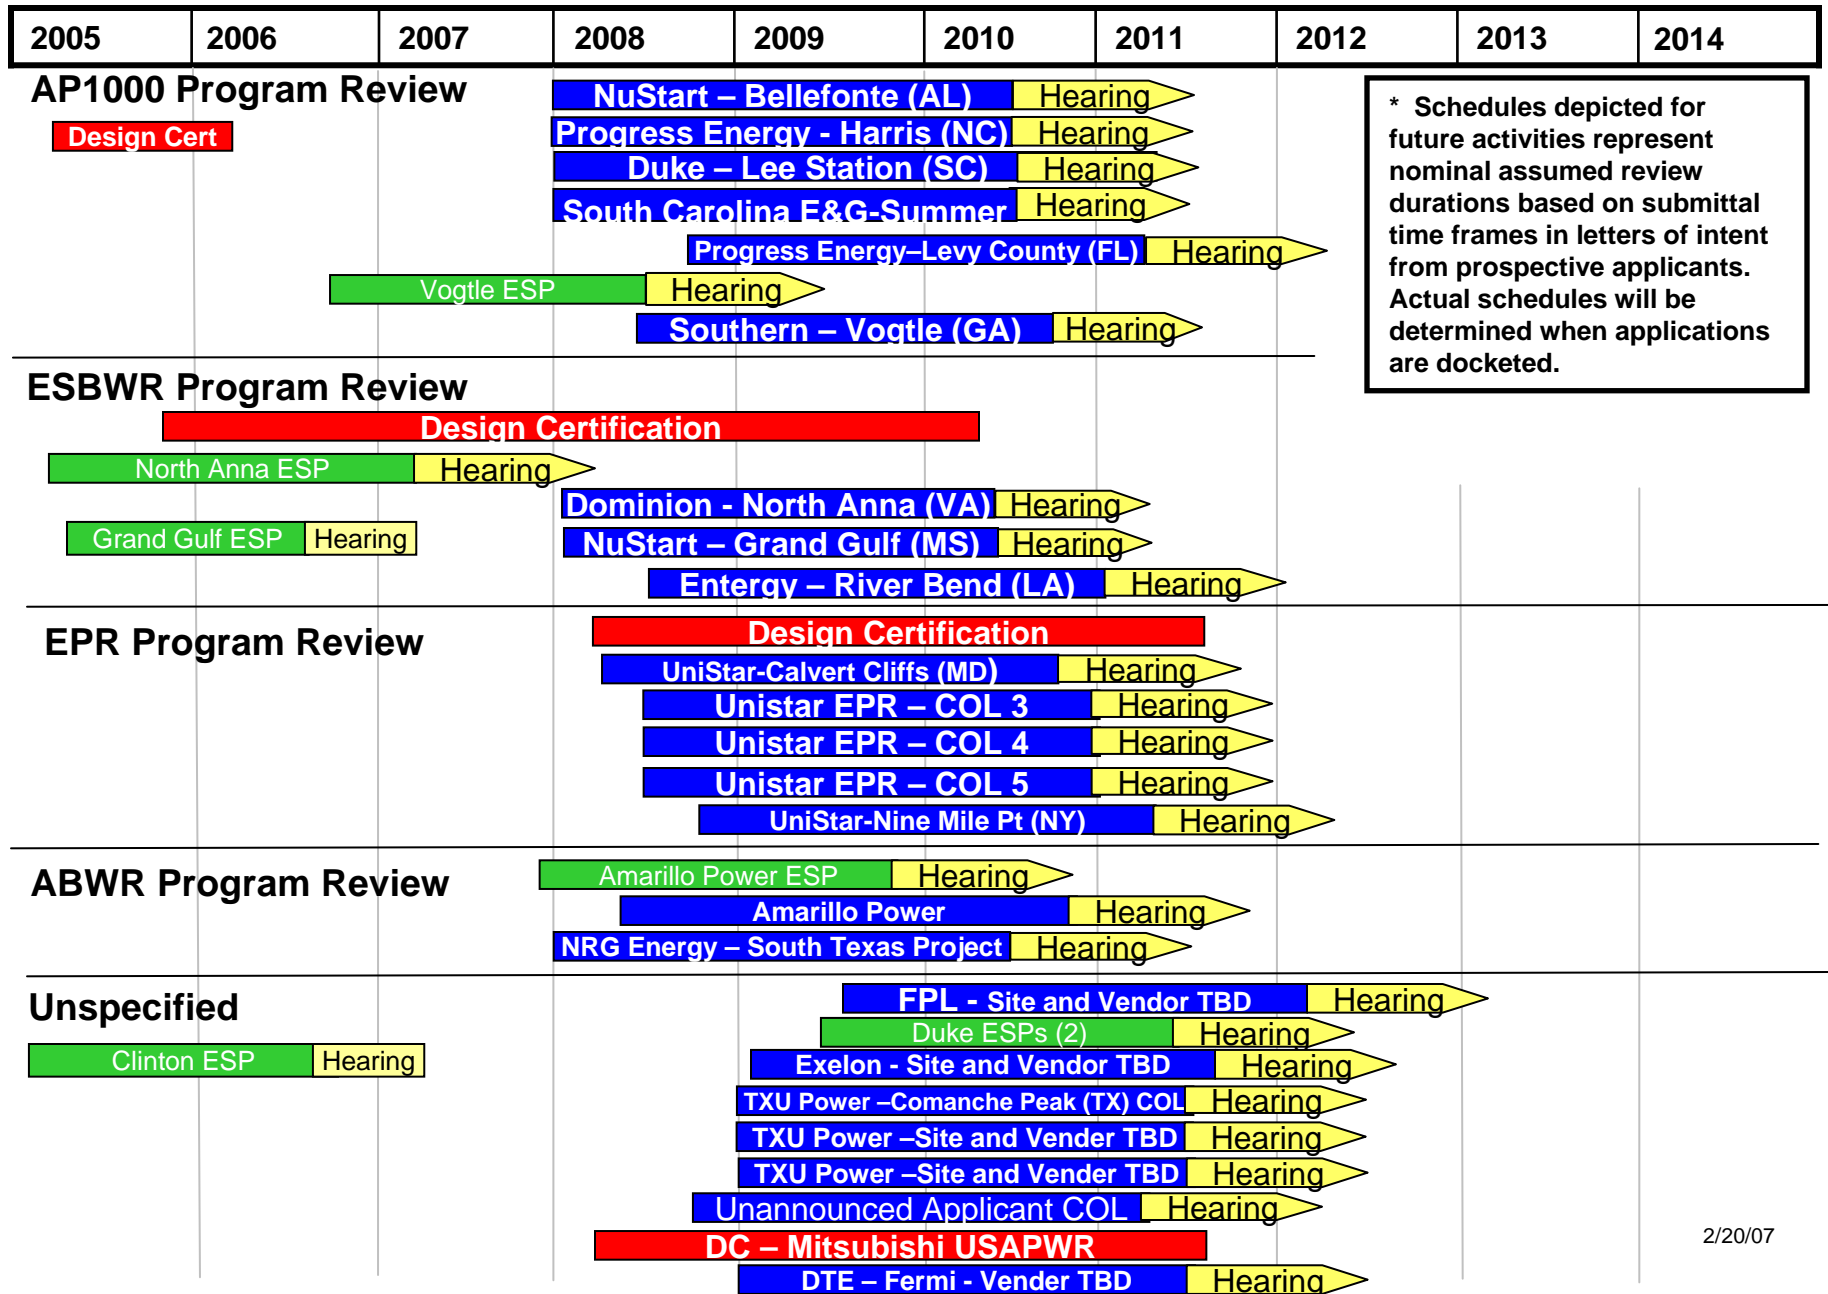 2005 2006 2007 2008 2009 2010 2011 2012 2013 2014
AP1000 Program Review
Design Cert
NuStart – Bellefonte (AL) Hearing
Progress Energy - Harris (NC) Hearing
Duke – Lee Station (SC) Hearing
South Carolina E&G-Summer Hearing
Progress Energy–Levy County (FL) Hearing
Vogtle ESP Hearing
Southern – Vogtle (GA) Hearing
* Schedules depicted for
future activities represent
nominal assumed review
durations based on submittal
time frames in letters of intent
from prospective applicants.
Actual schedules will be
determined when applications
are docketed.
ESBWR Program Review
Design Certification
North Anna ESP Hearing
Dominion - North Anna (VA) Hearing
Grand Gulf ESP Hearing
NuStart – Grand Gulf (MS) Hearing
Entergy – River Bend (LA) Hearing
EPR Program Review
Design Certification
UniStar-Calvert Cliffs (MD) Hearing
Unistar EPR – COL 3 Hearing
Unistar EPR – COL 4 Hearing
Unistar EPR – COL 5 Hearing
UniStar-Nine Mile Pt (NY) Hearing
ABWR Program Review
Amarillo Power ESP Hearing
Amarillo Power Hearing
NRG Energy – South Texas Project Hearing
Unspecified
FPL - Site and Vendor TBD Hearing
Duke ESPs (2) Hearing
Clinton ESP Hearing
Exelon - Site and Vendor TBD Hearing
TXU Power –Comanche Peak (TX) COL Hearing
TXU Power –Site and Vender TBD Hearing
TXU Power –Site and Vender TBD Hearing
Unannounced Applicant COL Hearing
DC – Mitsubishi USAPWR
DTE – Fermi - Vender TBD Hearing
2/20/07